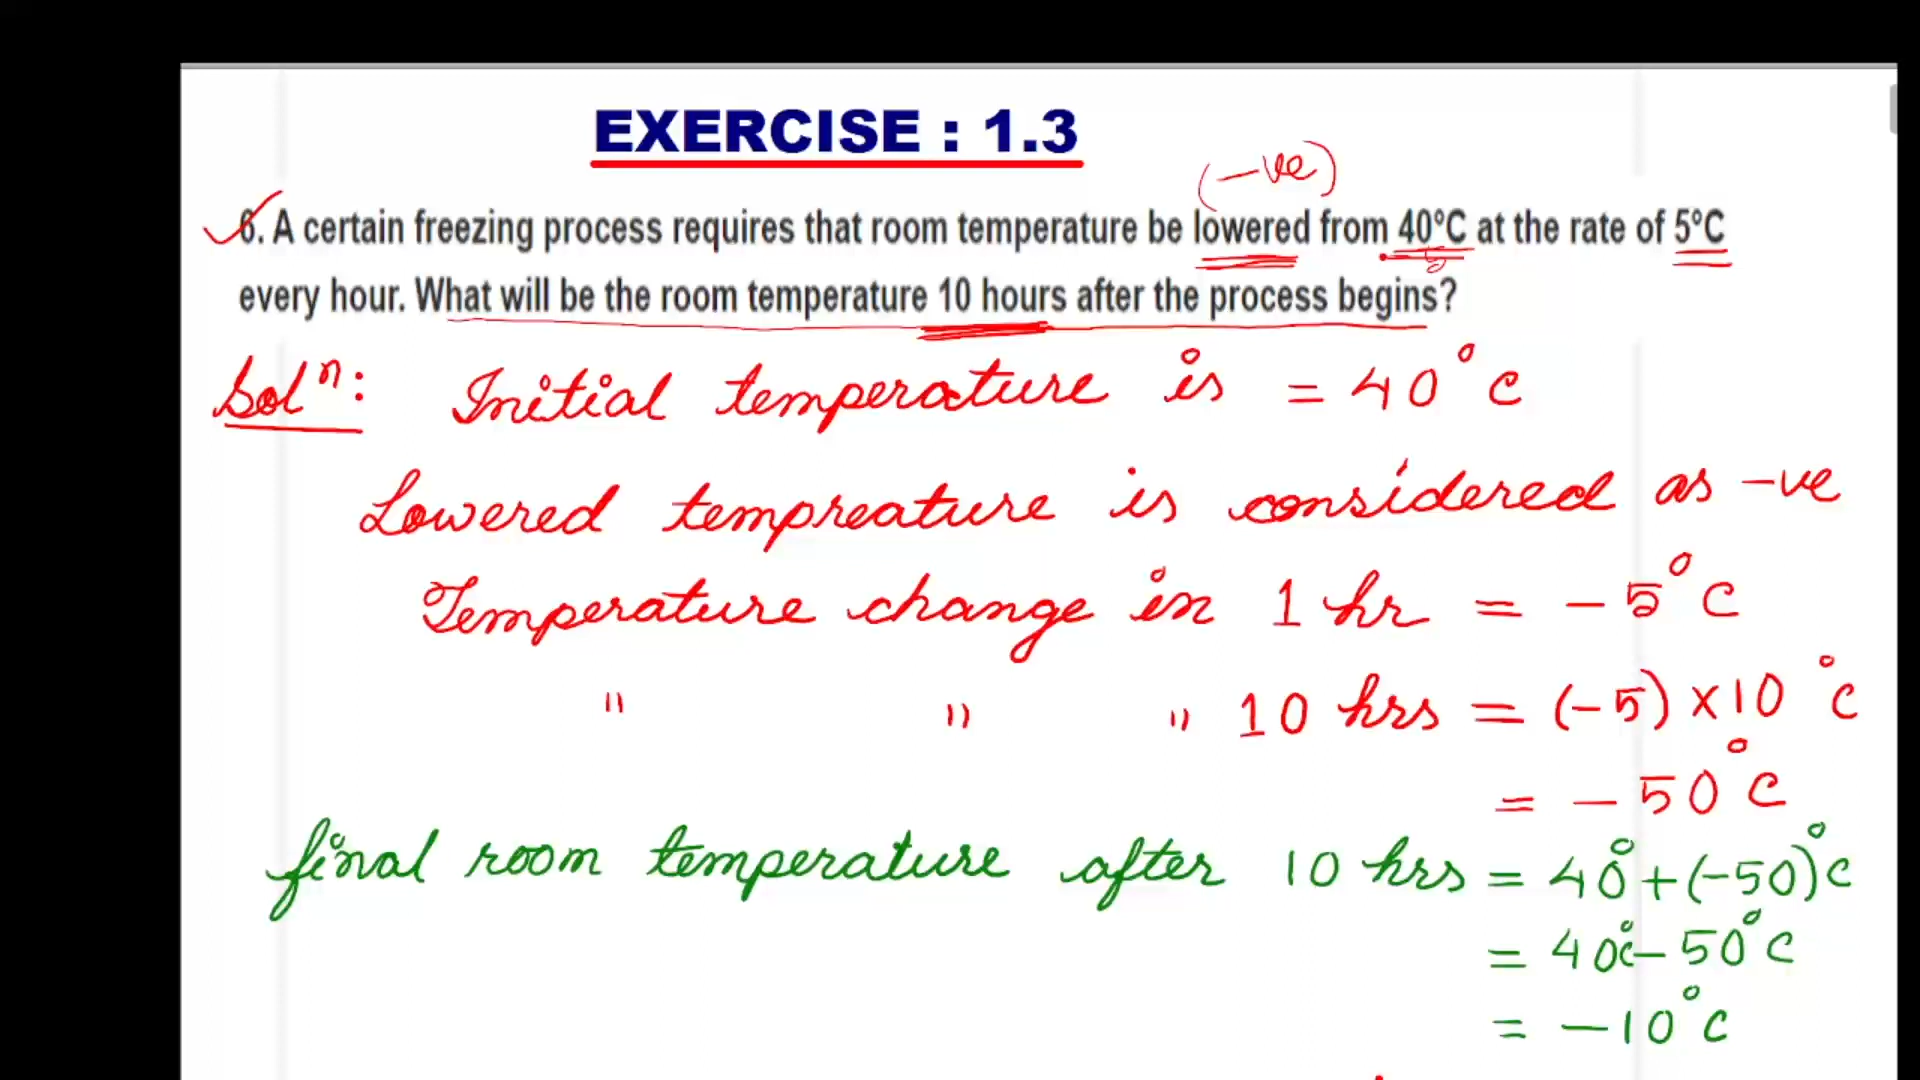 EXERCISE : 1.3
(-ve)
6. A certain freezing process requires that room temperature be lowered from 40°C at the rate of 5°C
every hour. What will be the room temperature 10 hours after the process begins?
Solⁿ: Initial temperature is = 40°C
Lowered tempreature is considered as -ve
Temperature change in 1 hr = -5°C
" " " 10 hrs = (-5) × 10°C
= -50°C
final room temperature after 10 hrs = 40° + (-50)°C
= 40°C - 50°C
= -10°C